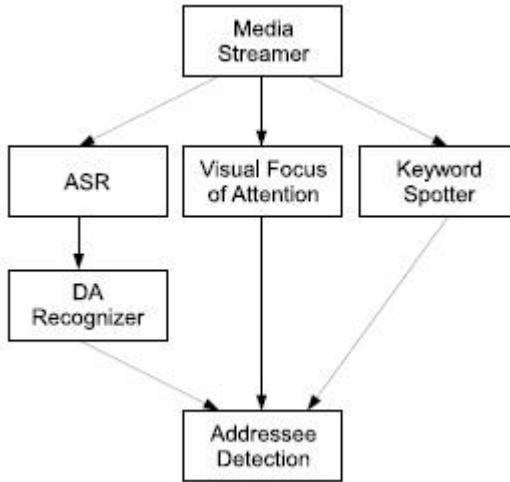 Media
Streamer
ASR
Visual Focus
of Attention
Keyword
Spotter
DA
Recognizer
Addressee
Detection